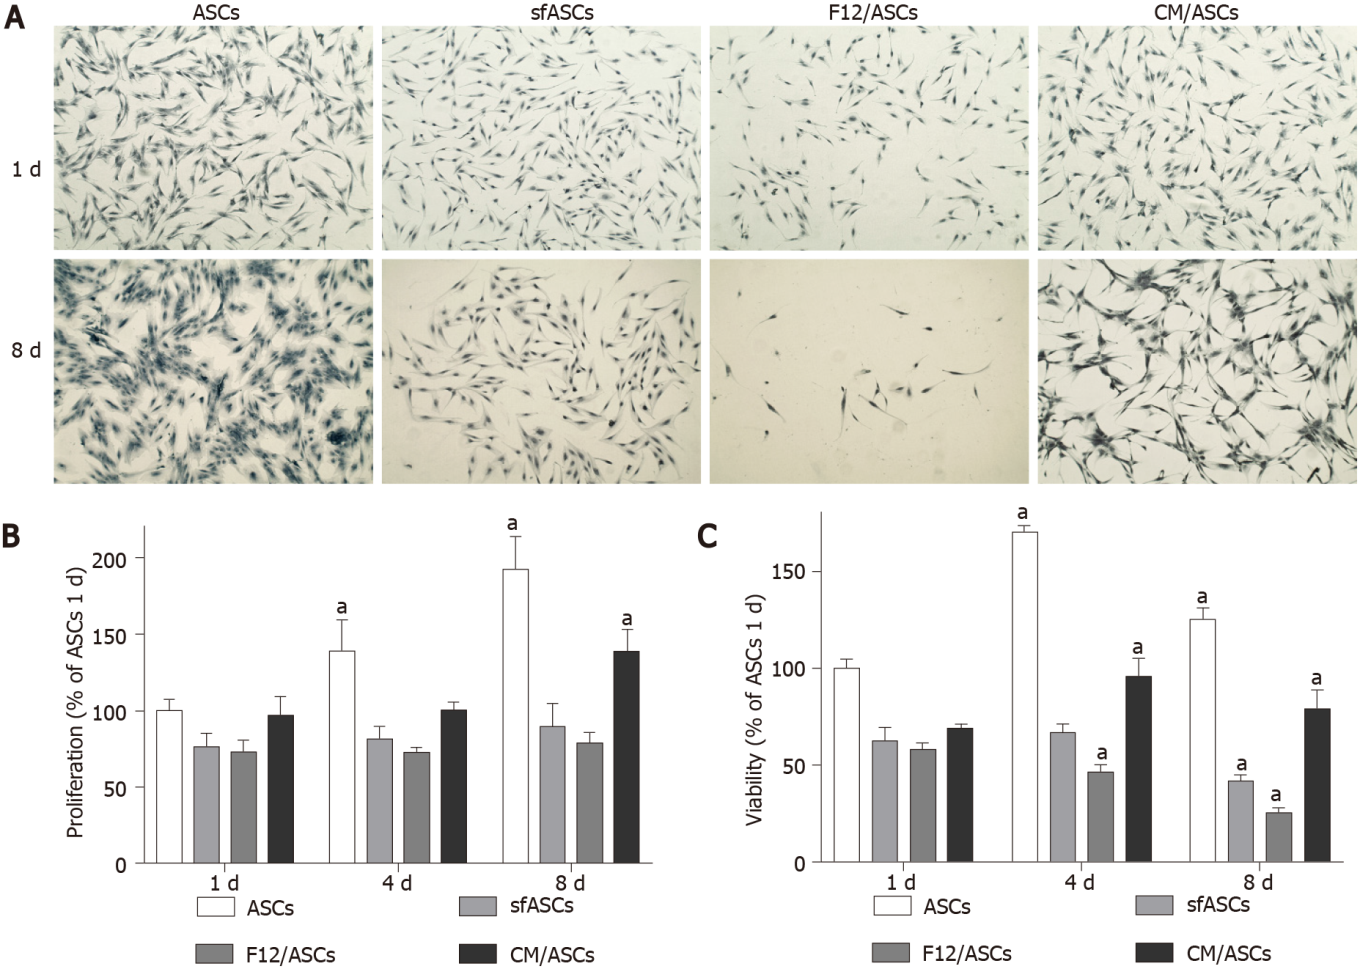 A
ASCs sfASCs F12/ASCs CM/ASCs
1 d
8 d
B
Proliferation (% of ASCs 1 d)
200
150
100
50
0
a
a
a
1 d 4 d 8 d
ASCs sfASCs
F12/ASCs CM/ASCs
C
Viability (% of ASCs 1 d)
150
100
50
0
a
a
a
a
a
a
a
1 d 4 d 8 d
ASCs sfASCs
F12/ASCs CM/ASCs